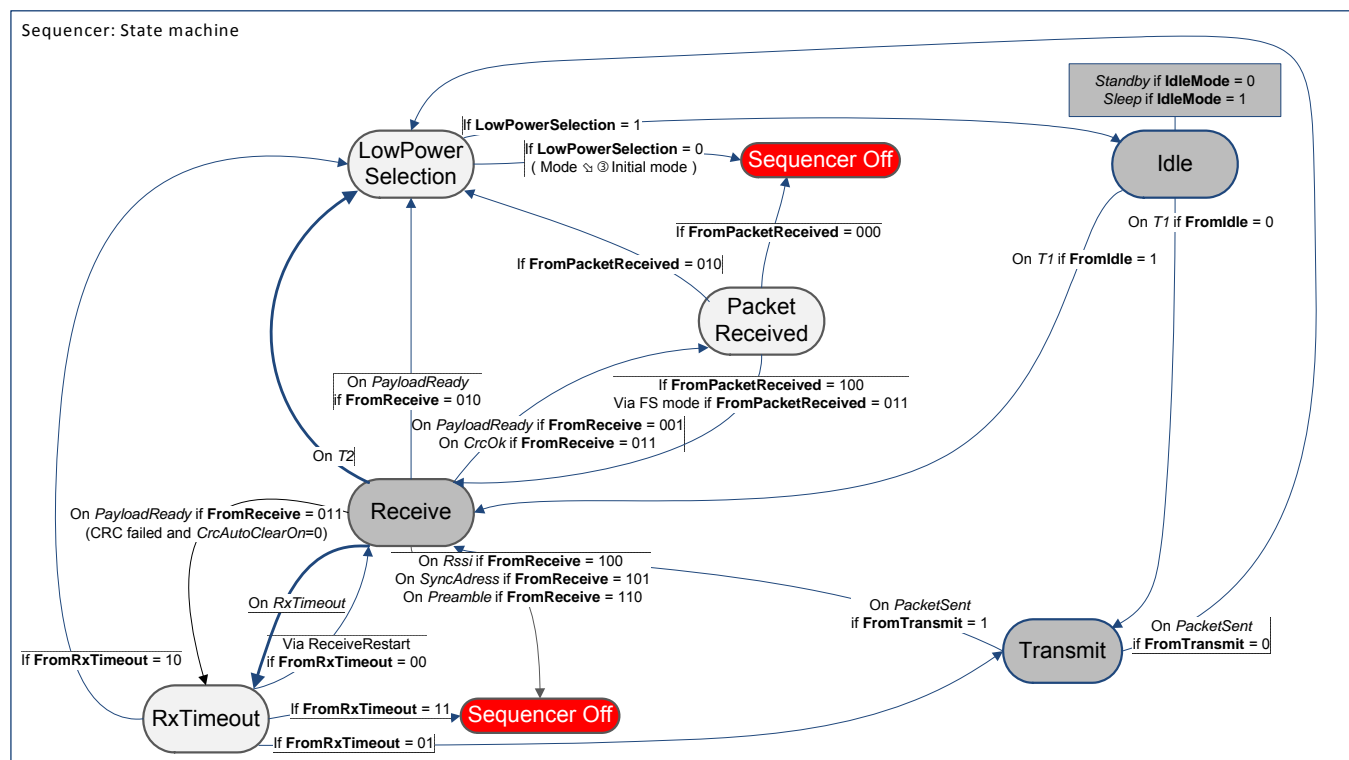 Sequencer: State machine
Standby if IdleMode = 0
Sleep if IdleMode = 1
If LowPowerSelection = 1
LowPower
Selection
If LowPowerSelection = 0
( Mode ⇘ ③ Initial mode )
Sequencer Off
Idle
On T1 if FromIdle = 0
If FromPacketReceived = 000
On T1 if FromIdle = 1
If FromPacketReceived = 010
Packet
Received
On PayloadReady
if FromReceive = 010
If FromPacketReceived = 100
Via FS mode if FromPacketReceived = 011
On PayloadReady if FromReceive = 001
On CrcOk if FromReceive = 011
On T2
Receive
On PayloadReady if FromReceive = 011
(CRC failed and CrcAutoClearOn=0)
On Rssi if FromReceive = 100
On SyncAdress if FromReceive = 101
On Preamble if FromReceive = 110
On RxTimeout
On PacketSent
if FromTransmit = 1
On PacketSent
if FromTransmit = 0
Transmit
Via ReceiveRestart
if FromRxTimeout = 00
If FromRxTimeout = 10
RxTimeout
If FromRxTimeout = 11
Sequencer Off
If FromRxTimeout = 01